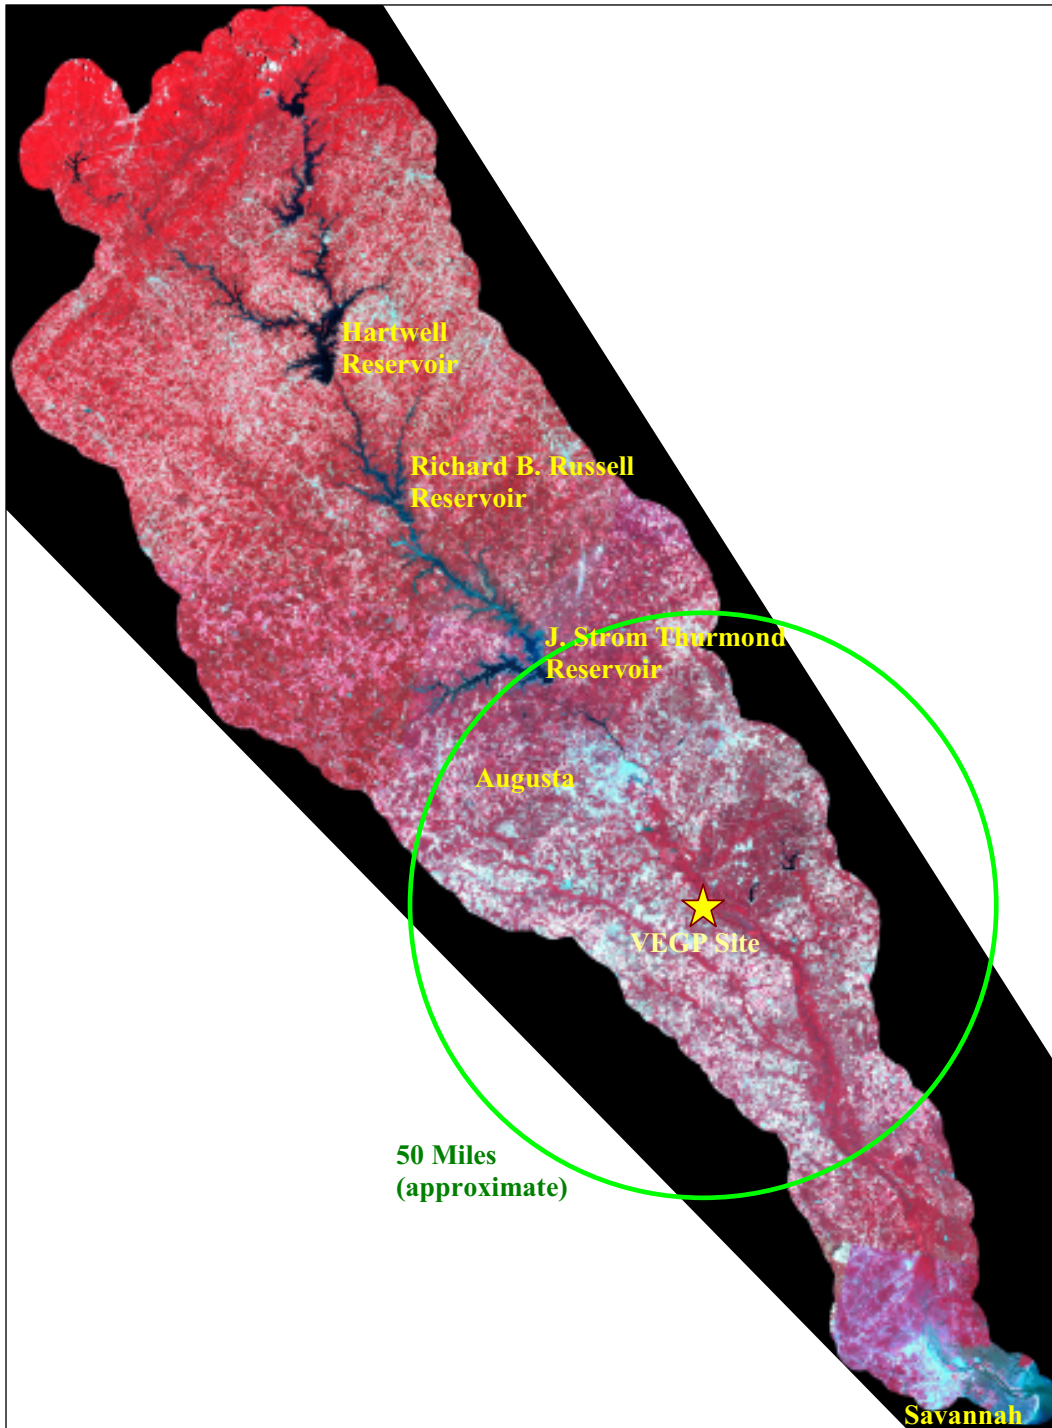 Hartwell
Reservoir
Richard B. Russell
Reservoir
J. Strom Thurmond
Reservoir
Augusta
VEGP Site
50 Miles
(approximate)
Savannah